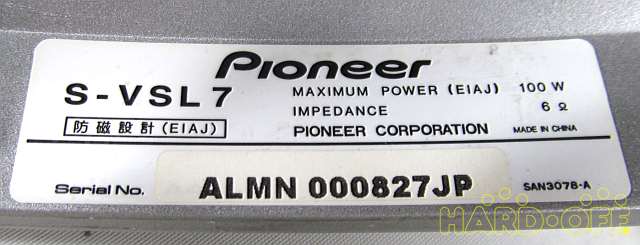 Pioneer
S-VSL7 MAXIMUM POWER (EIAJ) 100 W
IMPEDANCE 6 Ω
防磁設計(EIAJ) PIONEER CORPORATION MADE IN CHINA
Serial No. ALMN 000827JP SAN3078-A
HARD-OFF